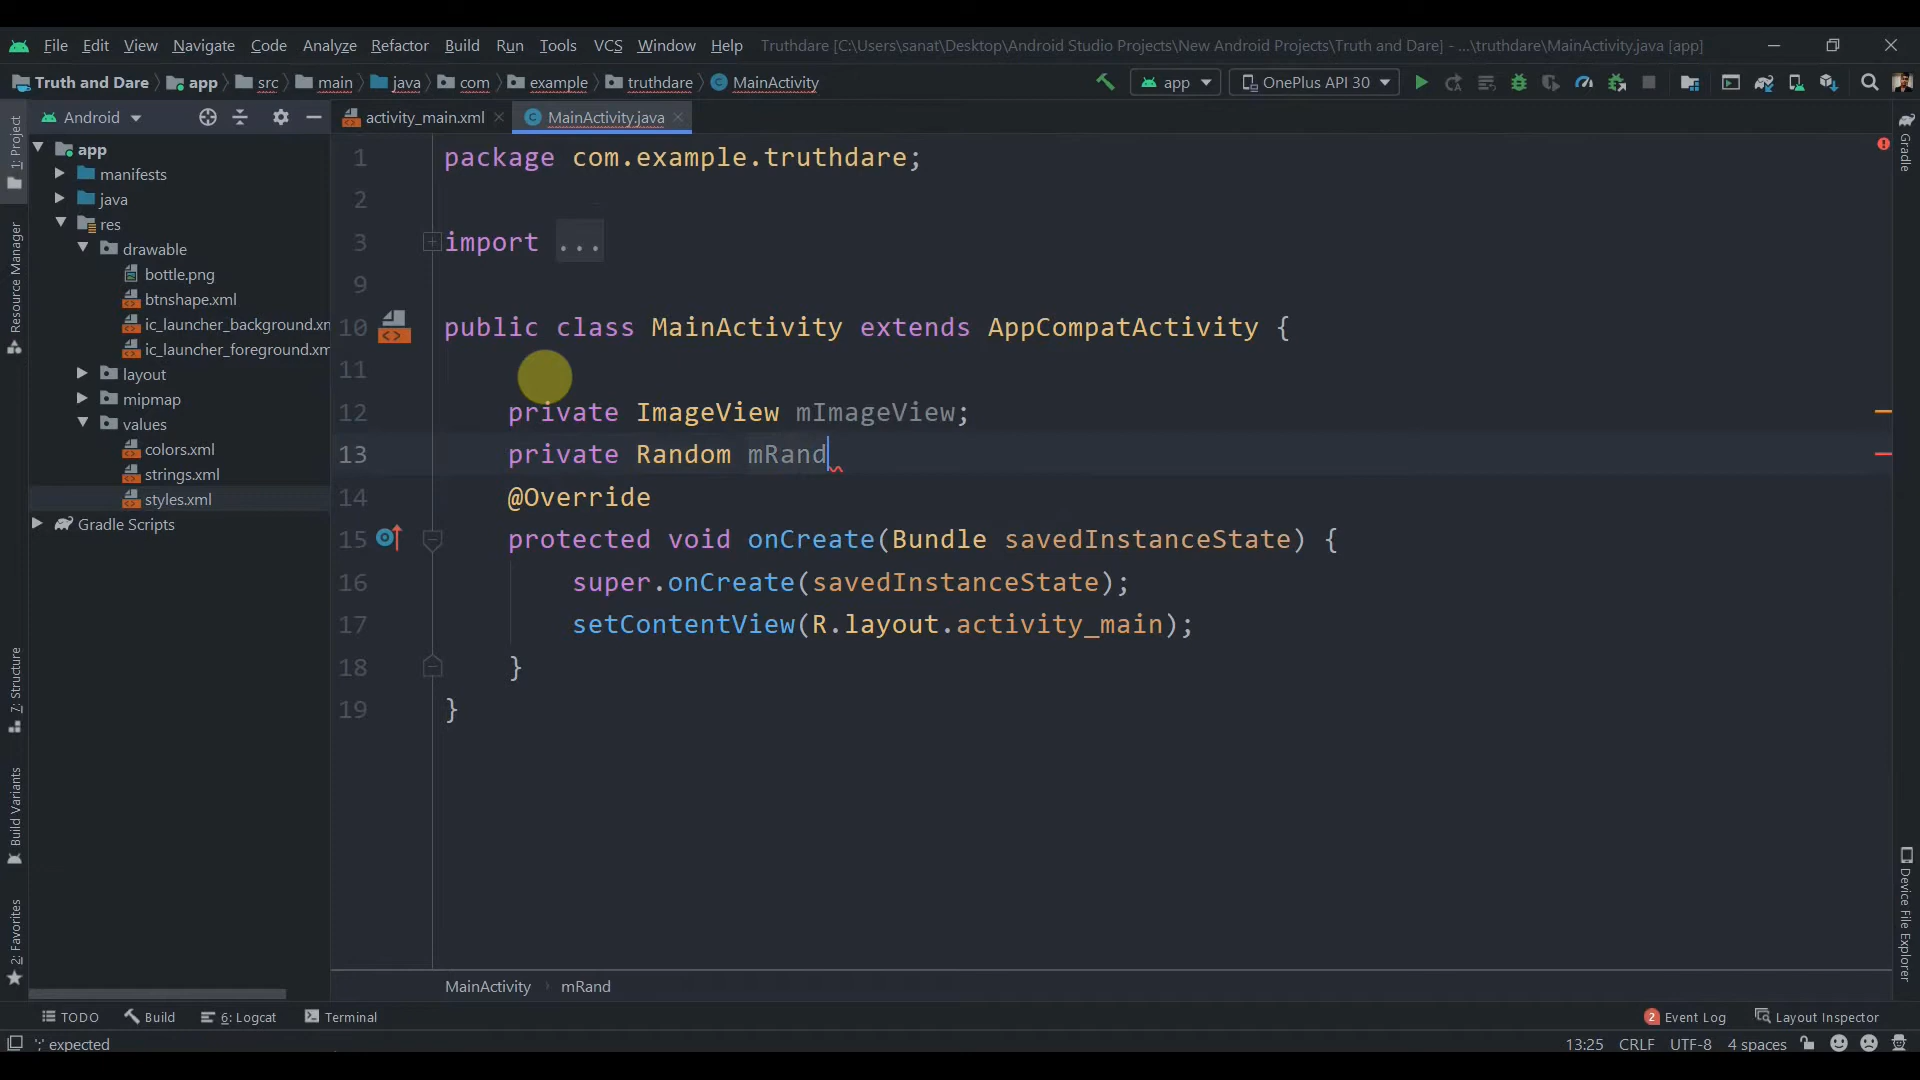 File Edit View Navigate Code Analyze Refactor Build Run Tools VCS Window Help Truthdare [C:\Users\sanat\Desktop\Android Studio Projects\New Android Projects\Truth and Dare] - ...\truthdare\MainActivity.java [app]
Truth and Dare app src main java com example truthdare MainActivity app OnePlus API 30
Android activity_main.xml MainActivity.java
1: Project
Resource Manager
7: Structure
Build Variants
2: Favorites
app
manifests
java
res
drawable
bottle.png
btnshape.xml
ic_launcher_background.xm
ic_launcher_foreground.xm
layout
mipmap
values
colors.xml
strings.xml
styles.xml
Gradle Scripts
1 package com.example.truthdare;
2
3 import ...
9
10 public class MainActivity extends AppCompatActivity {
11
12 private ImageView mImageView;
13 private Random mRand
14 @Override
15 protected void onCreate(Bundle savedInstanceState) {
16 super.onCreate(savedInstanceState);
17 setContentView(R.layout.activity_main);
18 }
19 }
Gradle
Device File Explorer
MainActivity › mRand
TODO Build 6: Logcat Terminal 2 Event Log Layout Inspector
';' expected 13:25 CRLF UTF-8 4 spaces